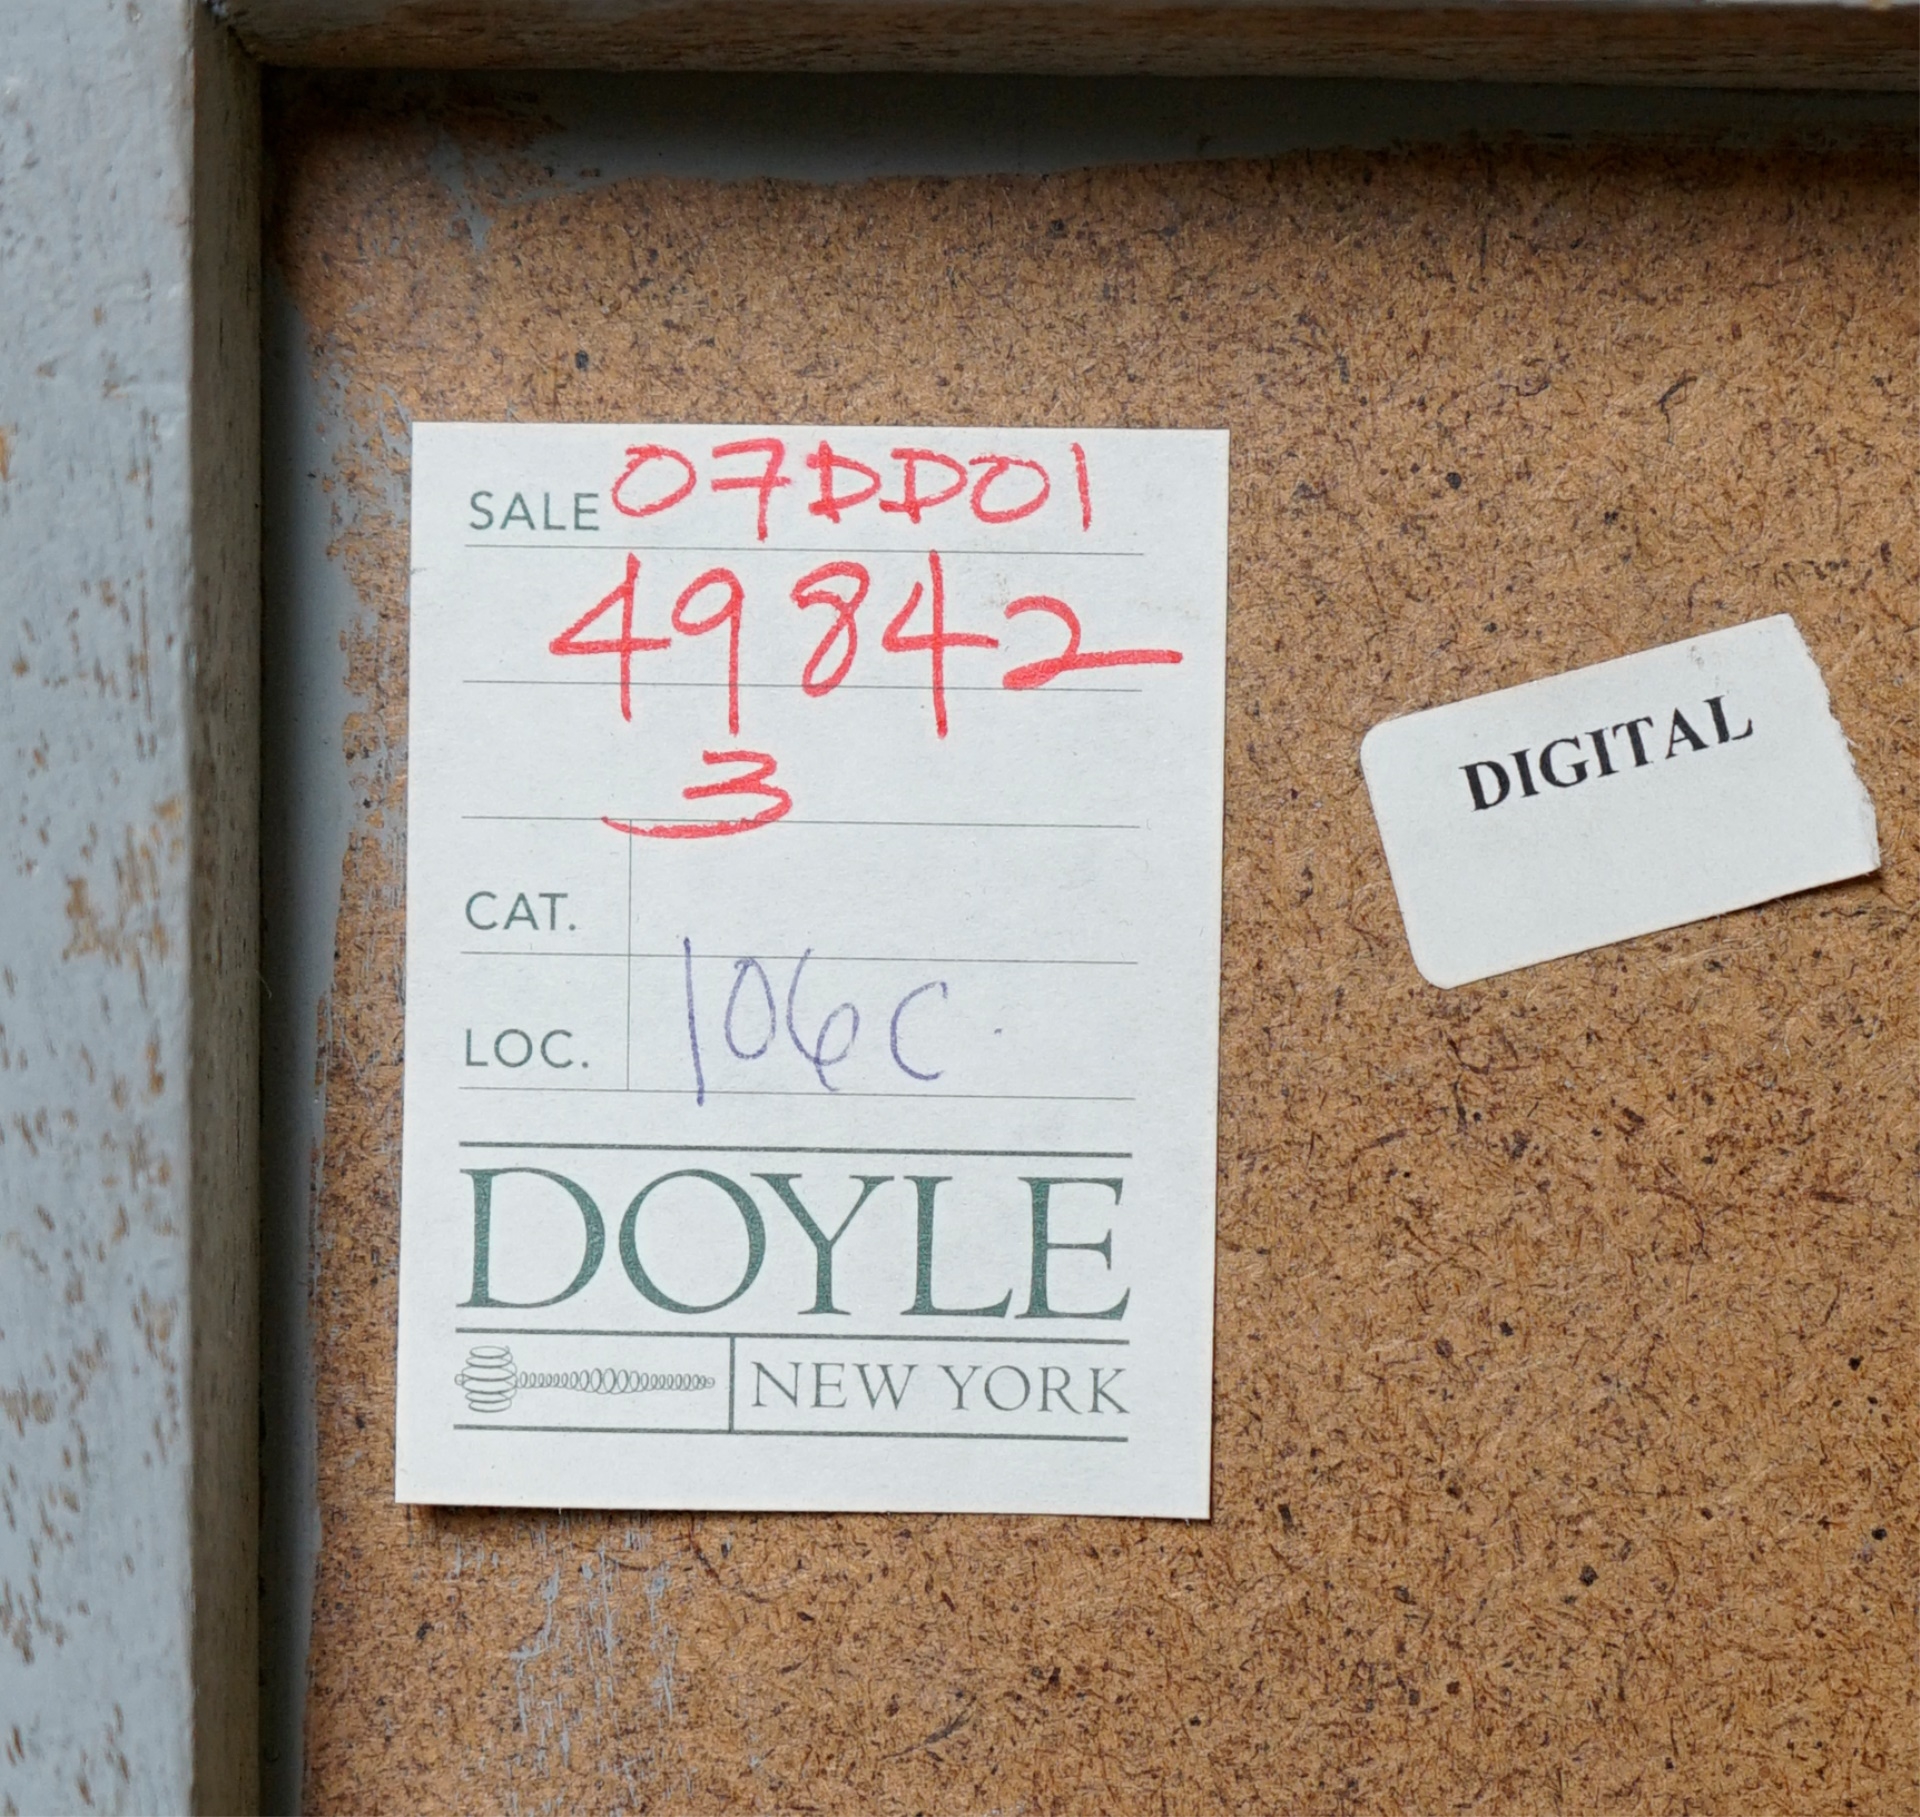 SALE 07DD01
49842
3
CAT.
LOC. 106C
DOYLE
NEW YORK
DIGITAL